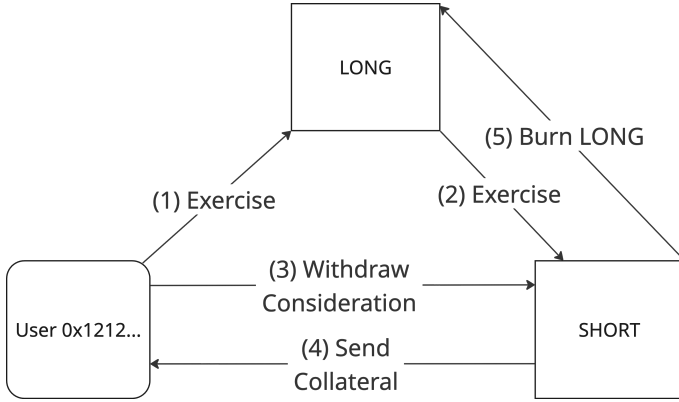 LONG
(5) Burn LONG
(1) Exercise
(2) Exercise
(3) Withdraw
Consideration
User 0x1212...
SHORT
(4) Send
Collateral